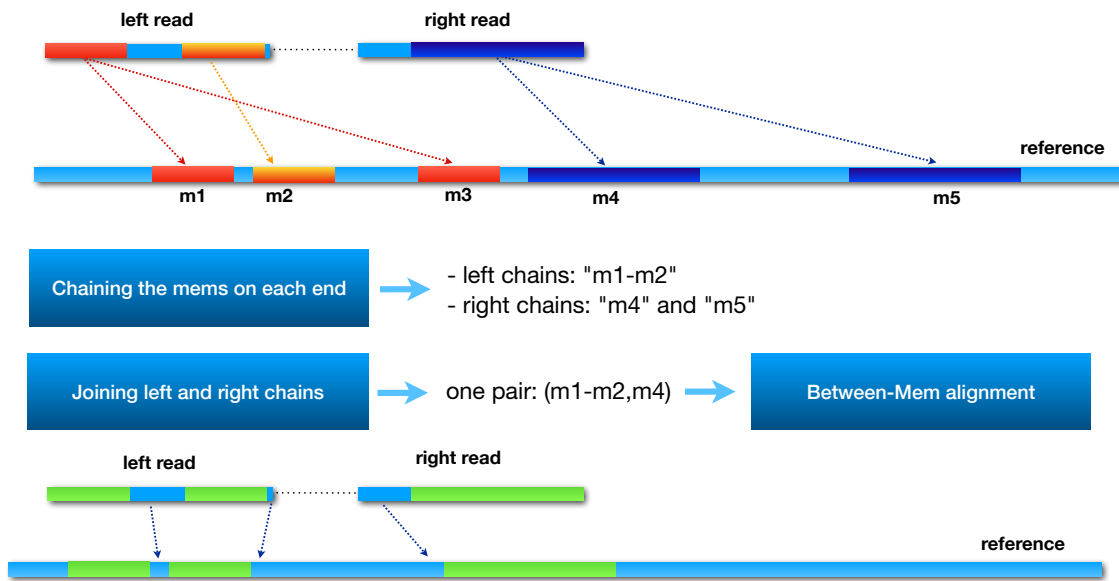 left read
right read
reference
m1
m2
m3
m4
m5
Chaining the mems on each end
- left chains: "m1-m2"
- right chains: "m4" and "m5"
Joining left and right chains
one pair: (m1-m2,m4)
Between-Mem alignment
left read
right read
reference